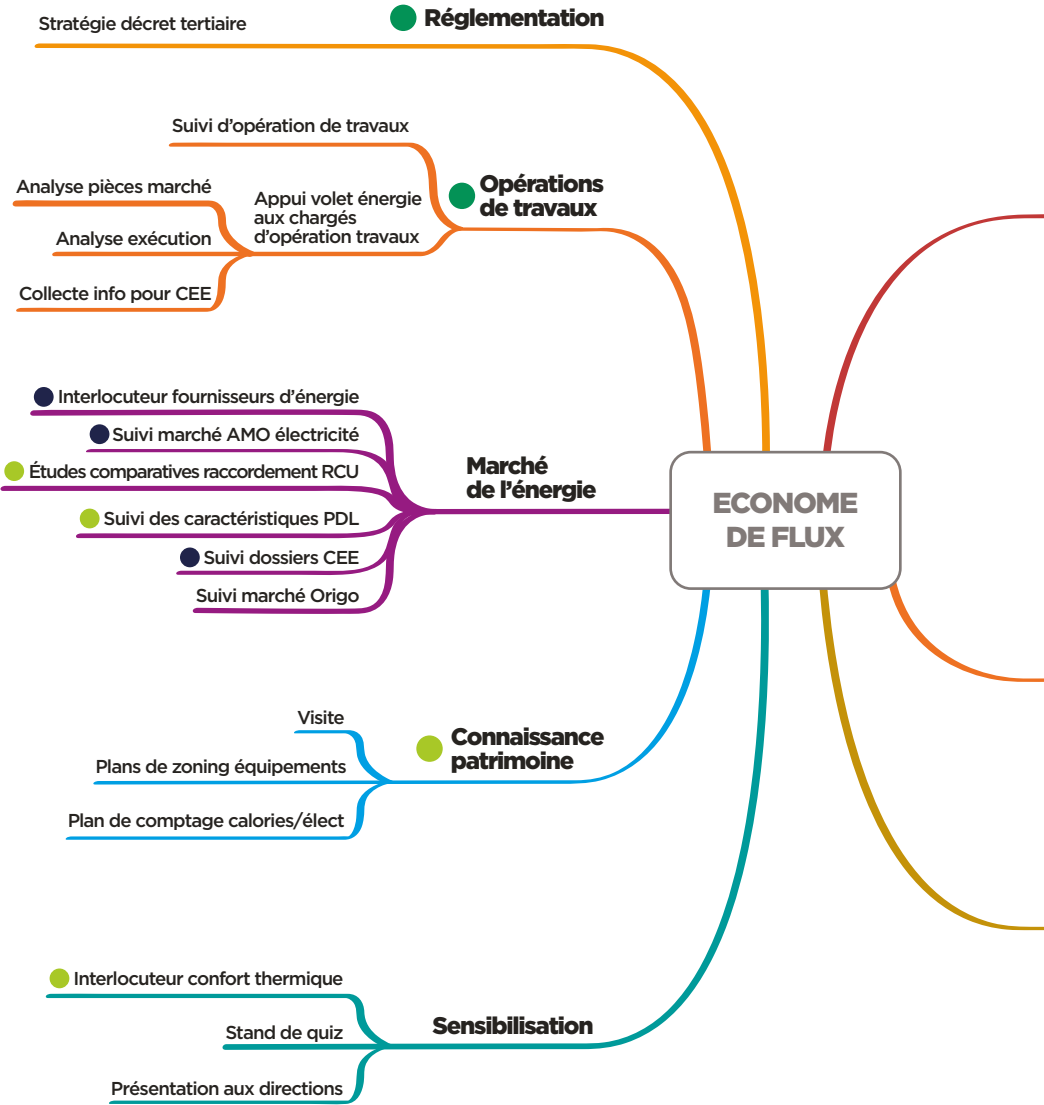 Stratégie décret tertiaire
Réglementation
Suivi d’opération de travaux
Analyse pièces marché
Analyse exécution
Collecte info pour CEE
Appui volet énergie
aux chargés
d’opération travaux
Opérations
de travaux
Interlocuteur fournisseurs d’énergie
Suivi marché AMO électricité
Études comparatives raccordement RCU
Suivi des caractéristiques PDL
Suivi dossiers CEE
Suivi marché Origo
Marché
de l’énergie
ECONOME
DE FLUX
Visite
Plans de zoning équipements
Plan de comptage calories/élect
Connaissance
patrimoine
Interlocuteur confort thermique
Stand de quiz
Présentation aux directions
Sensibilisation